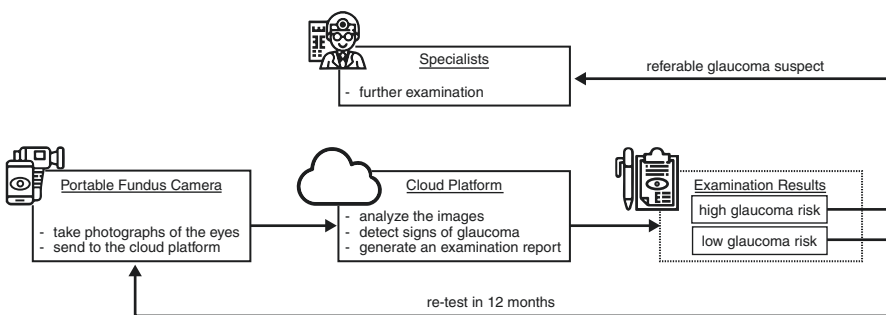 Specialists
- further examination
referable glaucoma suspect
Portable Fundus Camera
- take photographs of the eyes
- send to the cloud platform
Cloud Platform
- analyze the images
- detect signs of glaucoma
- generate an examination report
Examination Results
high glaucoma risk
low glaucoma risk
re-test in 12 months